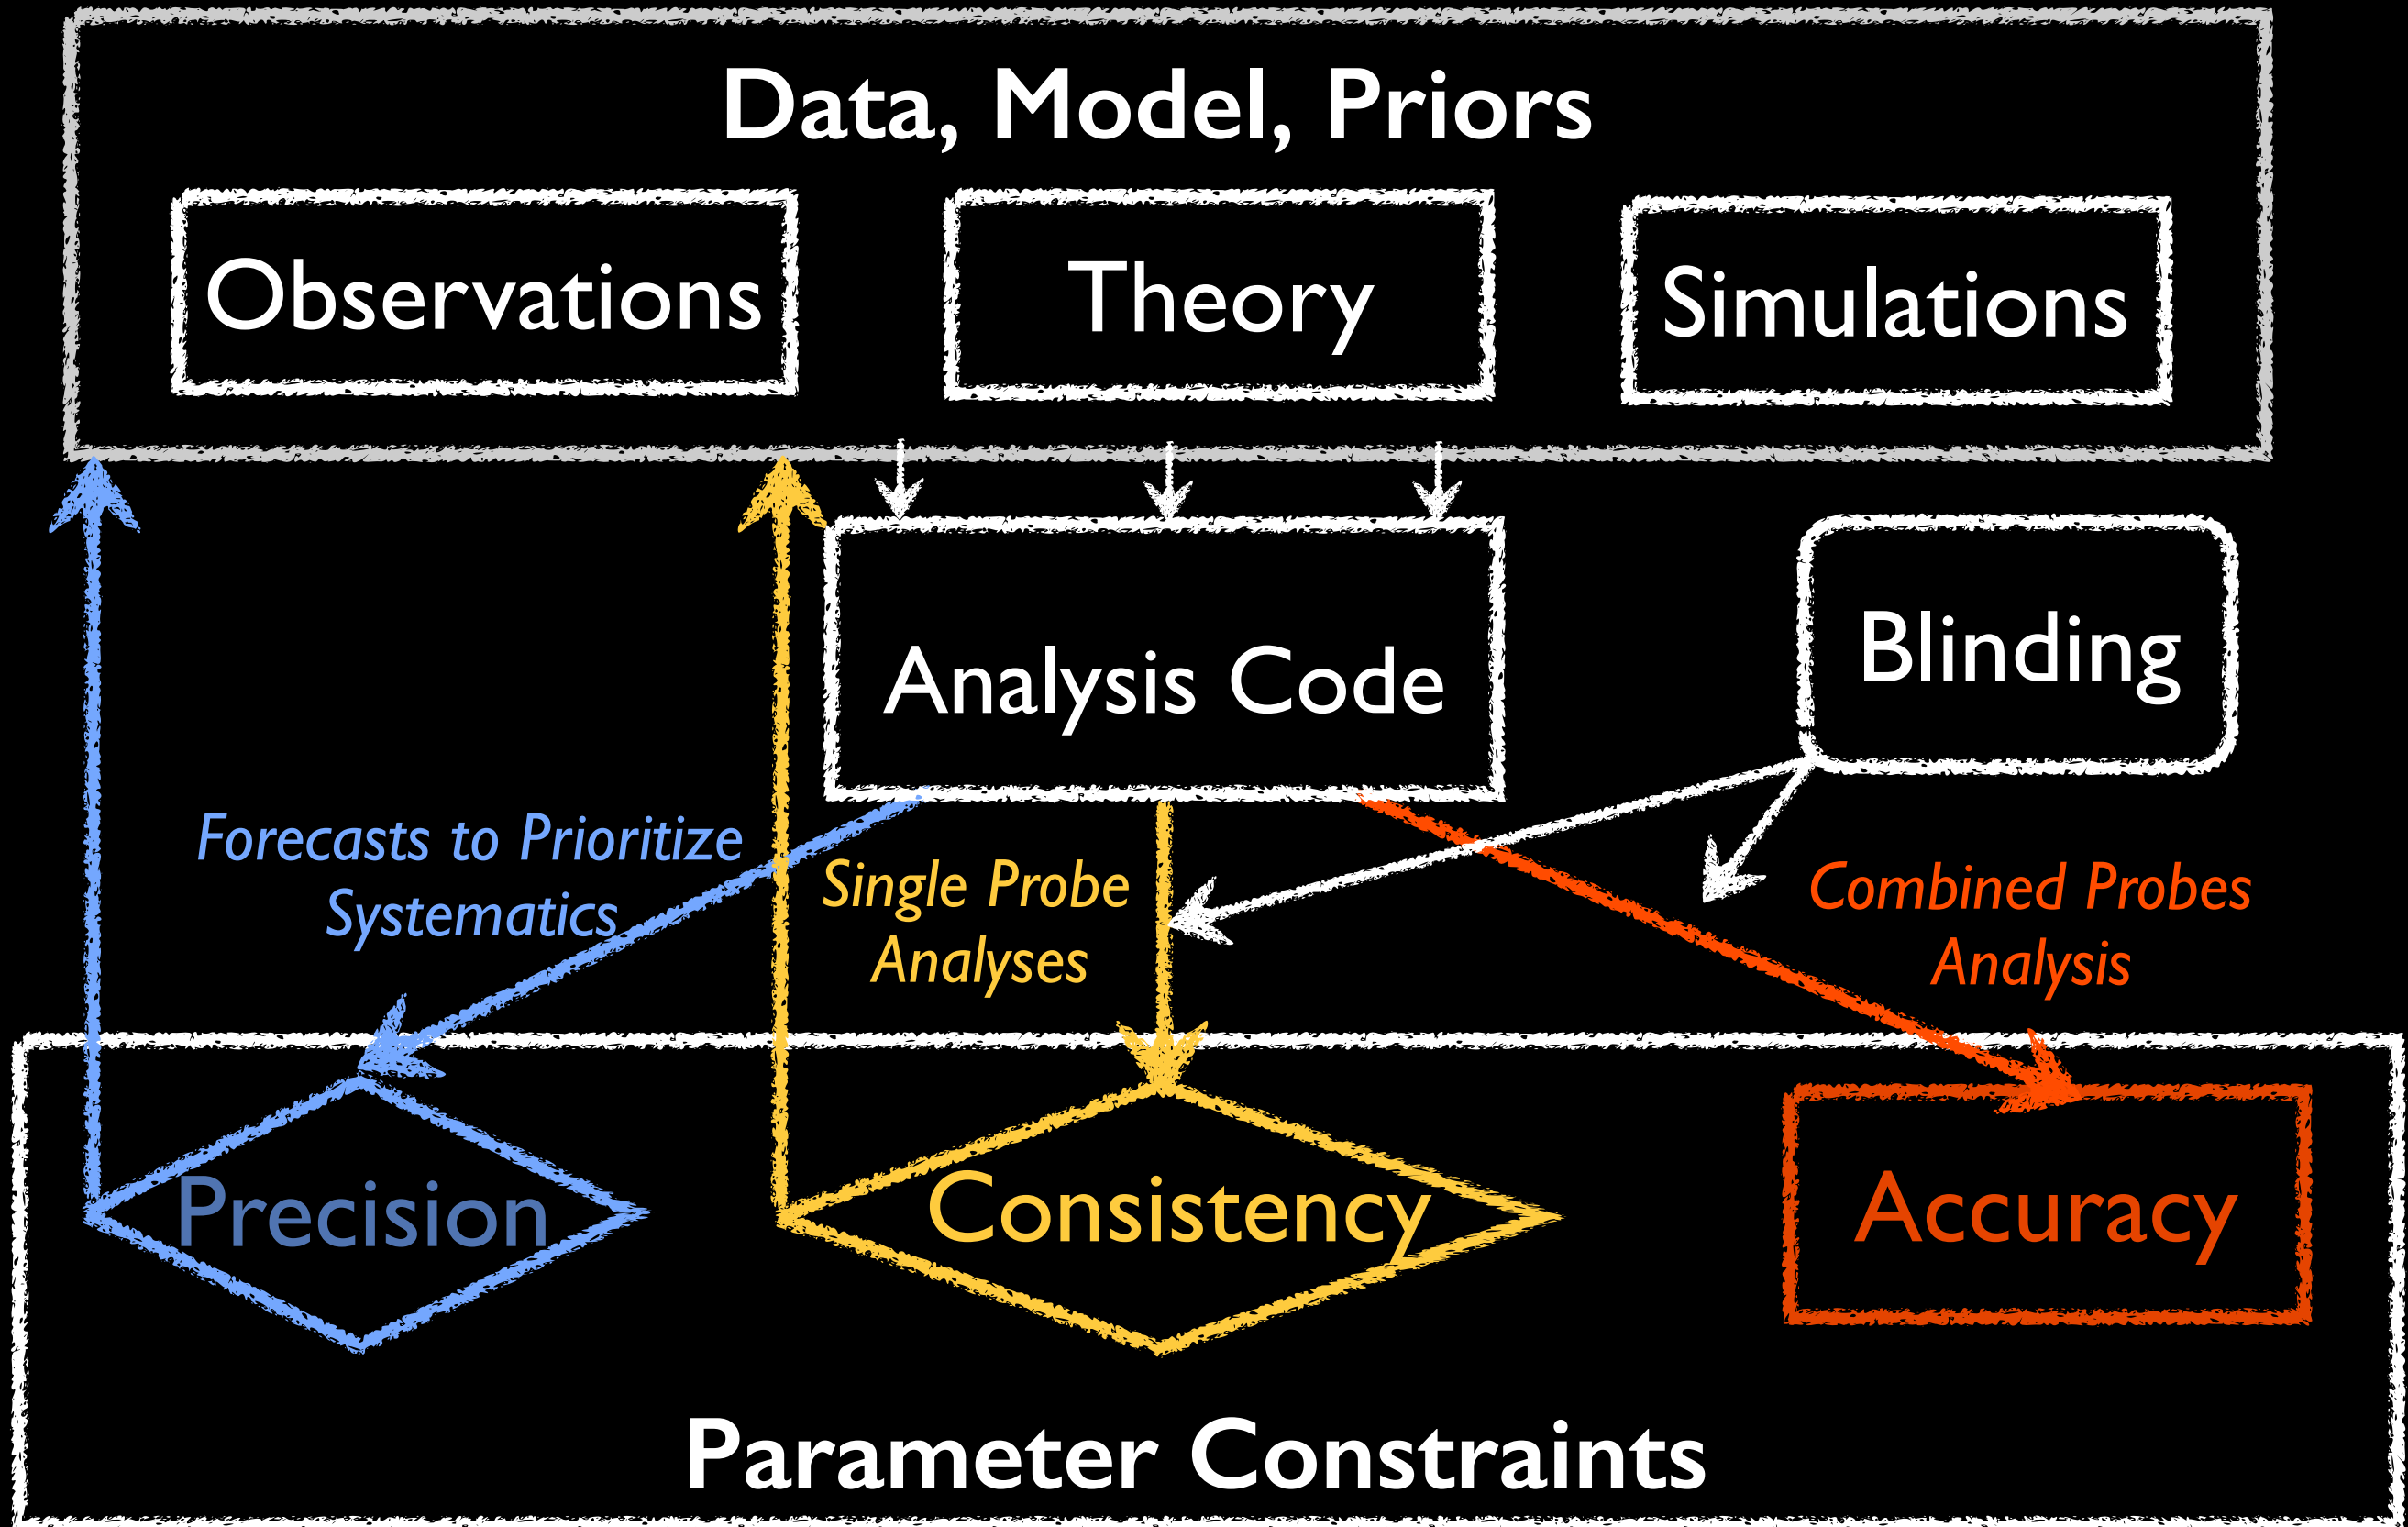 Data, Model, Priors
Observations
Theory
Simulations
Analysis Code
Blinding
Forecasts to Prioritize
Systematics
Single Probe
Analyses
Combined Probes
Analysis
Precision
Consistency
Accuracy
Parameter Constraints